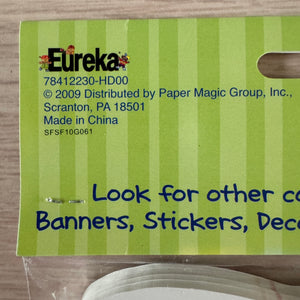 Eureka
78412230-HD00
© 2009 Distributed by Paper Magic Group, Inc.,
Scranton, PA 18501
Made in China
SFSF10G061
Look for other co
Banners, Stickers, Deco